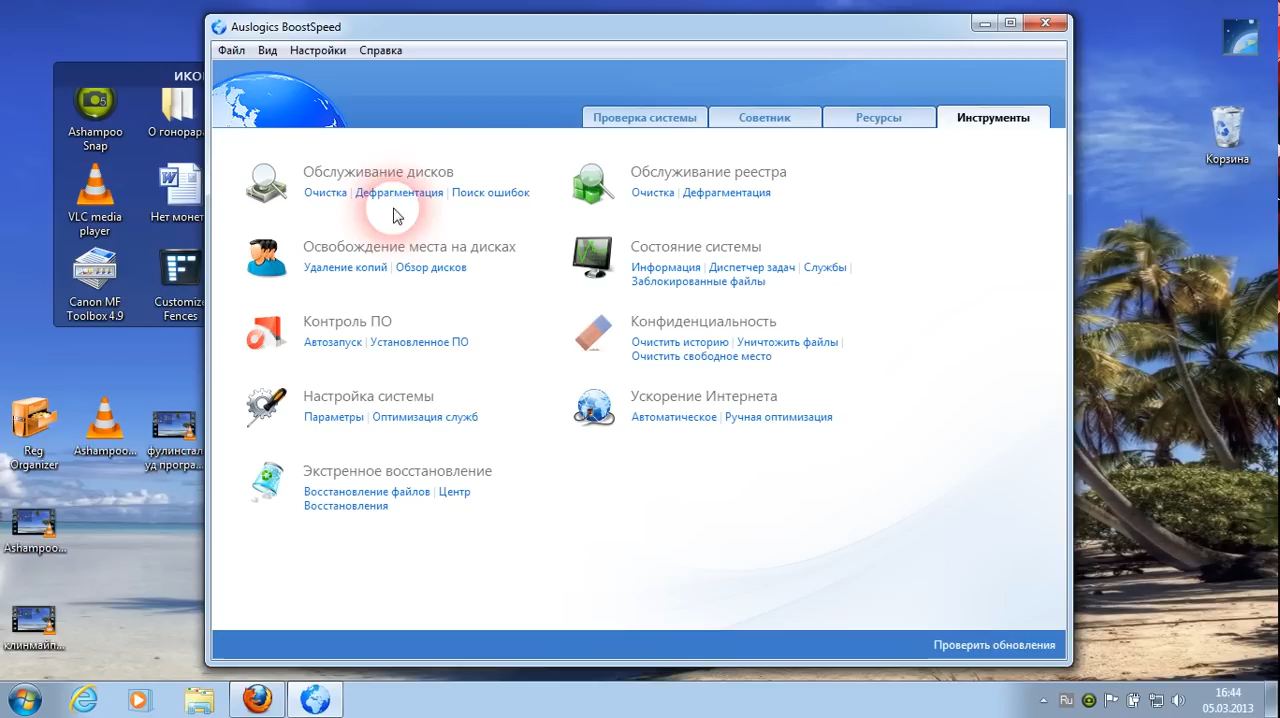 Auslogics BoostSpeed
Файл Вид Настройки Справка
Проверка системы Советник Ресурсы Инструменты
Обслуживание дисков
Очистка | Дефрагментация | Поиск ошибок
Обслуживание реестра
Очистка | Дефрагментация
Освобождение места на дисках
Удаление копий | Обзор дисков
Состояние системы
Информация | Диспетчер задач | Службы |
Заблокированные файлы
Контроль ПО
Автозапуск | Установленное ПО
Конфиденциальность
Очистить историю | Уничтожить файлы |
Очистить свободное место
Настройка системы
Параметры | Оптимизация служб
Ускорение Интернета
Автоматическое | Ручная оптимизация
Экстренное восстановление
Восстановление файлов | Центр
Восстановления
Проверить обновления
Ashampoo
Snap
VLC media
player
Нет монет
Canon MF
Toolbox 4.9
Customize
Fences
Reg
Organizer
Ashampoo...
фулинстал
уд програ...
Ashampoo...
клинмайп...
Корзина
Ru
16:44
05.03.2013